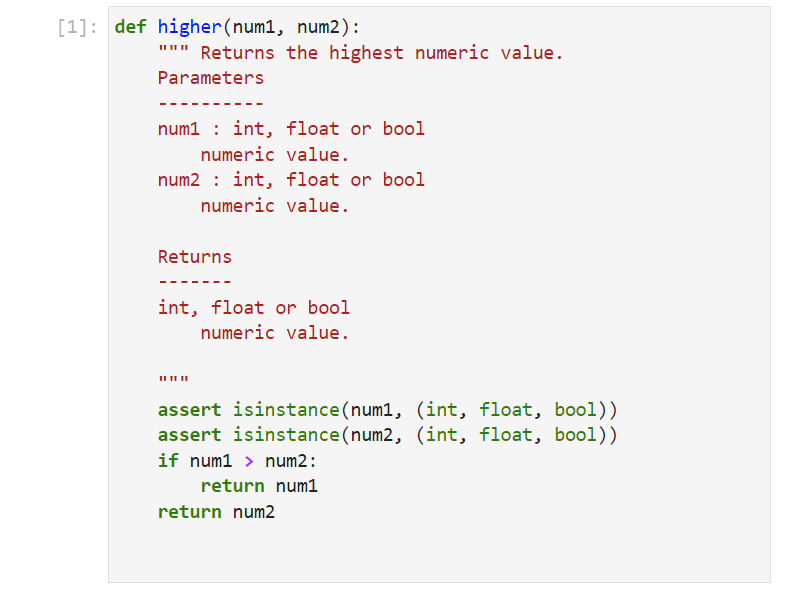 [1]: def higher(num1, num2):
    """ Returns the highest numeric value.
    Parameters
    ----------
    num1 : int, float or bool
        numeric value.
    num2 : int, float or bool
        numeric value.

    Returns
    -------
    int, float or bool
        numeric value.

    """
    assert isinstance(num1, (int, float, bool))
    assert isinstance(num2, (int, float, bool))
    if num1 > num2:
        return num1
    return num2